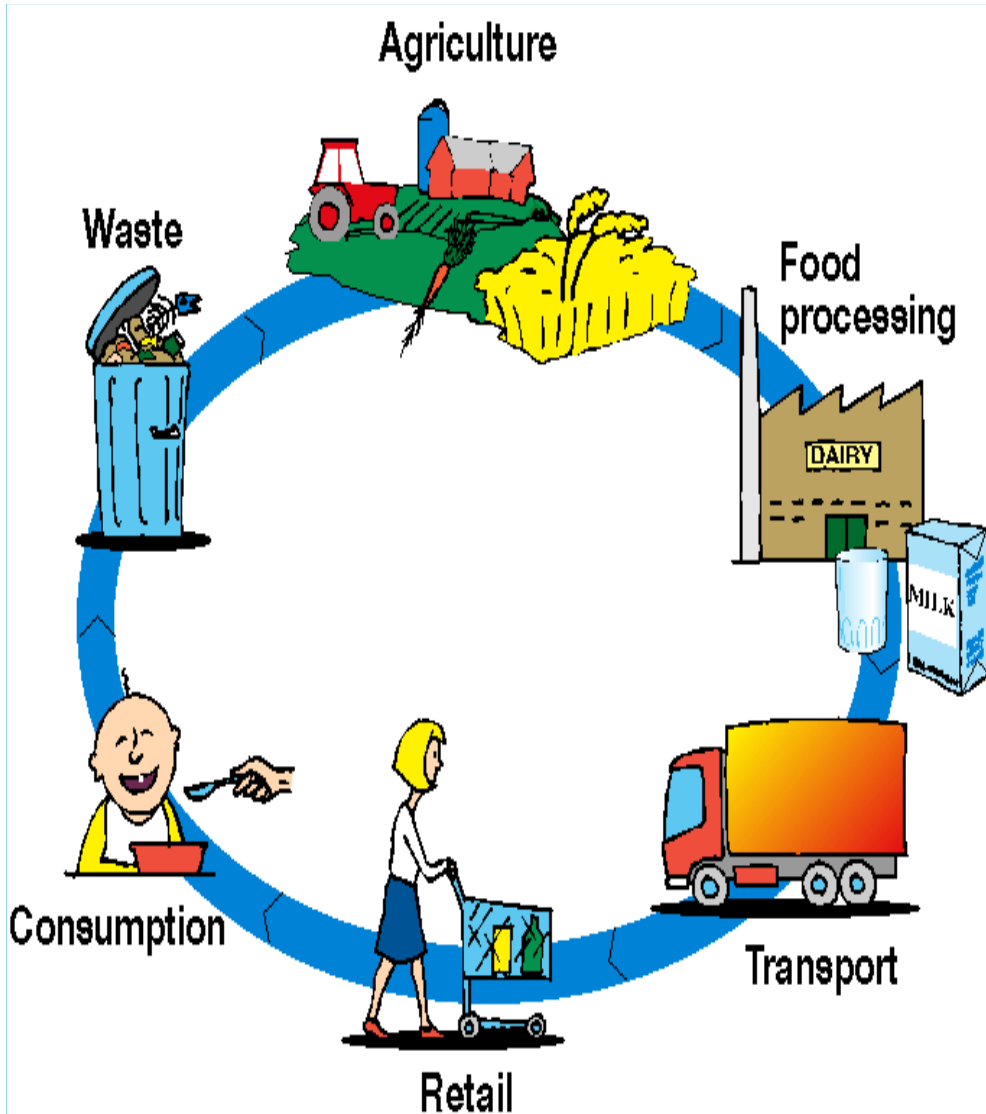 Agriculture
Waste
Food
processing
DAIRY
MILK
Consumption
Transport
Retail